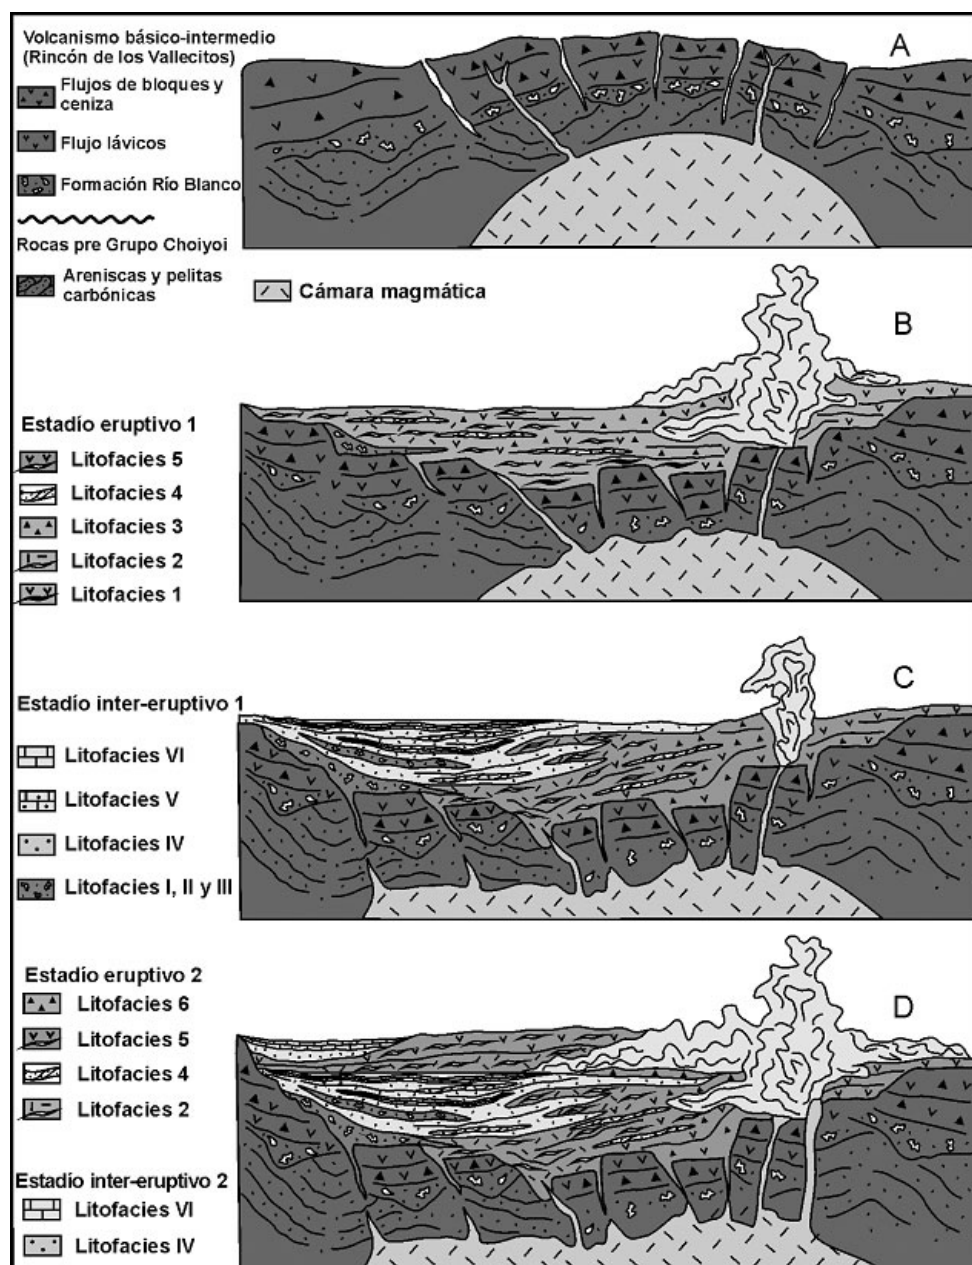 Volcanismo básico-intermedio
(Rincón de los Vallecitos)
Flujos de bloques y
ceniza
Flujo lávicos
Formación Río Blanco
Rocas pre Grupo Choiyoi
Areniscas y pelitas
carbónicas
Cámara magmática
A
B
Estadío eruptivo 1
Litofacies 5
Litofacies 4
Litofacies 3
Litofacies 2
Litofacies 1
C
Estadío inter-eruptivo 1
Litofacies VI
Litofacies V
Litofacies IV
Litofacies I, II y III
D
Estadío eruptivo 2
Litofacies 6
Litofacies 5
Litofacies 4
Litofacies 2
Estadío inter-eruptivo 2
Litofacies VI
Litofacies IV